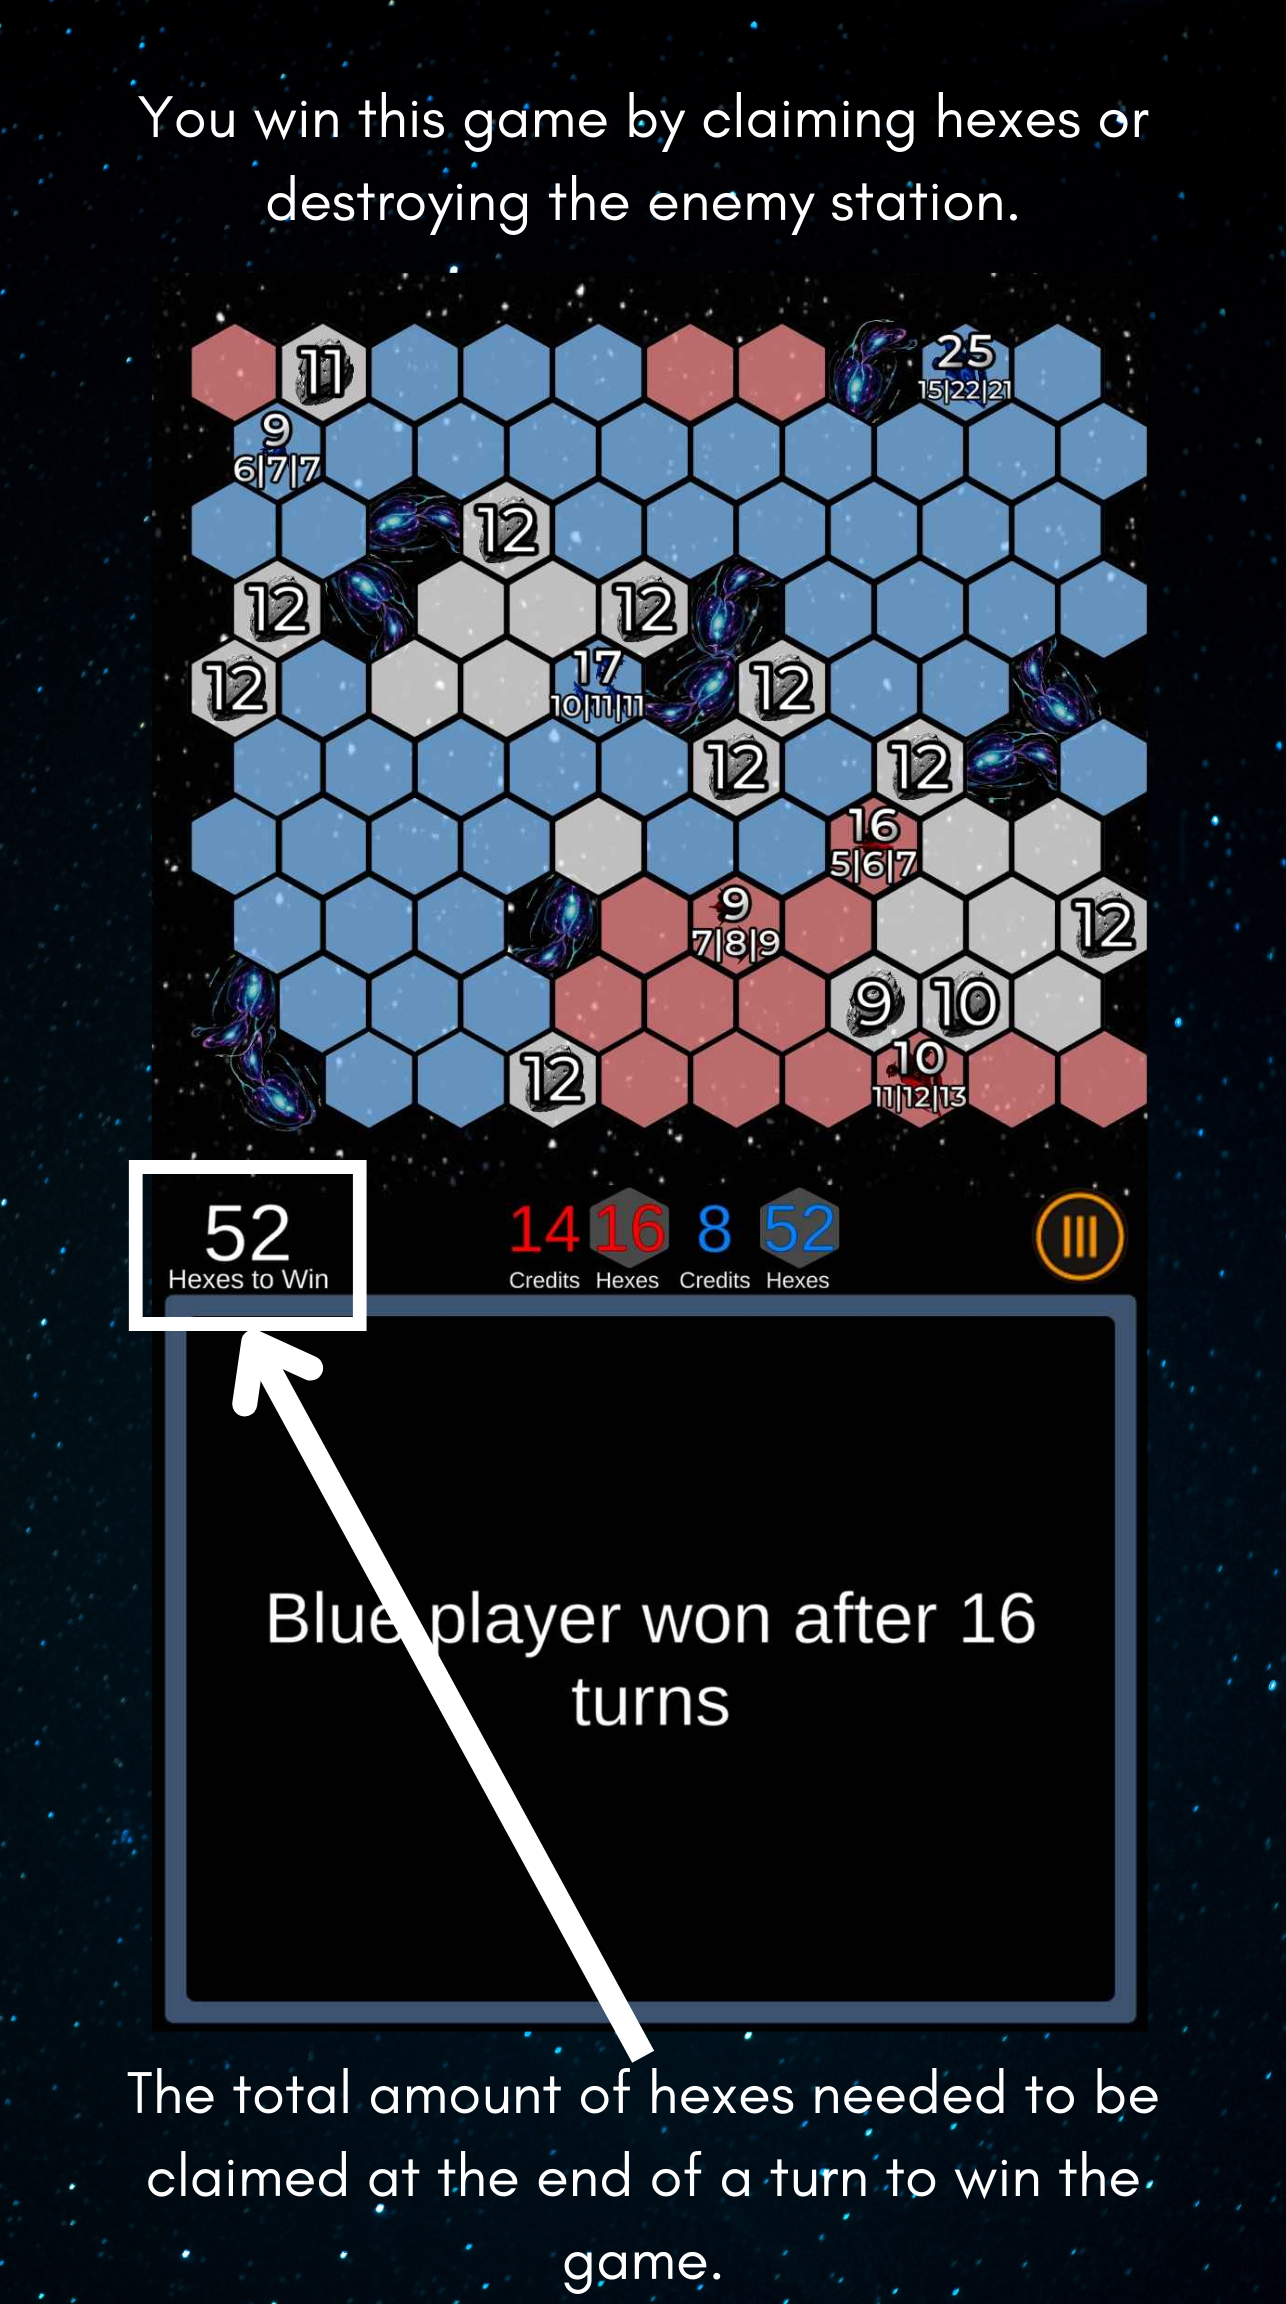 You win this game by claiming hexes or
destroying the enemy station.
11
25
15|22|21
9
6|7|7
12
12
12
12
17
10|11|11
12
12
12
16
5|6|7
9
7|8|9
12
9
10
12
10
11|12|13
52
Hexes to Win
14
16
8
52
Credits
Hexes
Credits
Hexes
Blue player won after 16
turns
The total amount of hexes needed to be
claimed at the end of a turn to win the
game.